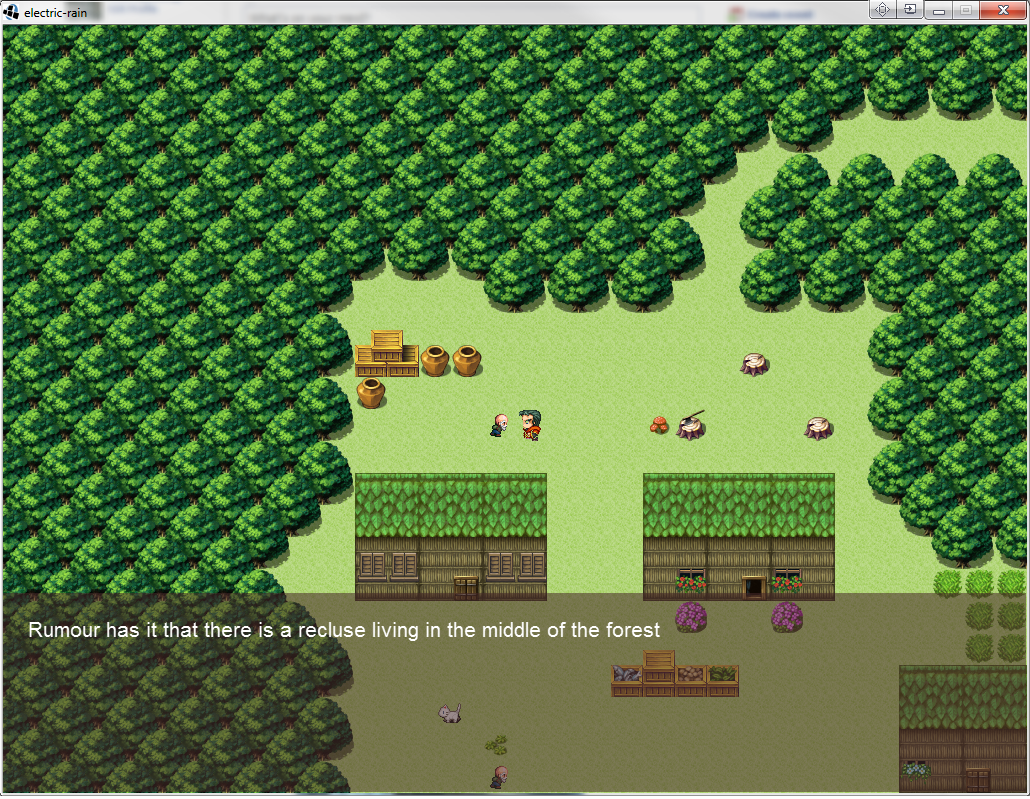 electric-rain
Rumour has it that there is a recluse living in the middle of the forest